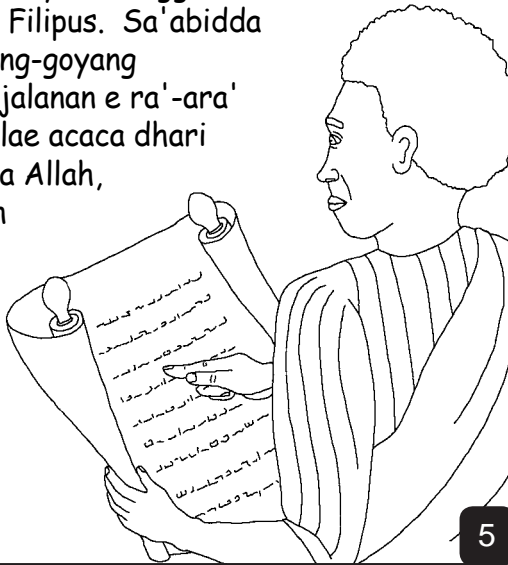 Filipus. Sa'abidda
ng-goyang
jalanan e ra'-ara'
lae acaca dhari
a Allah,
5